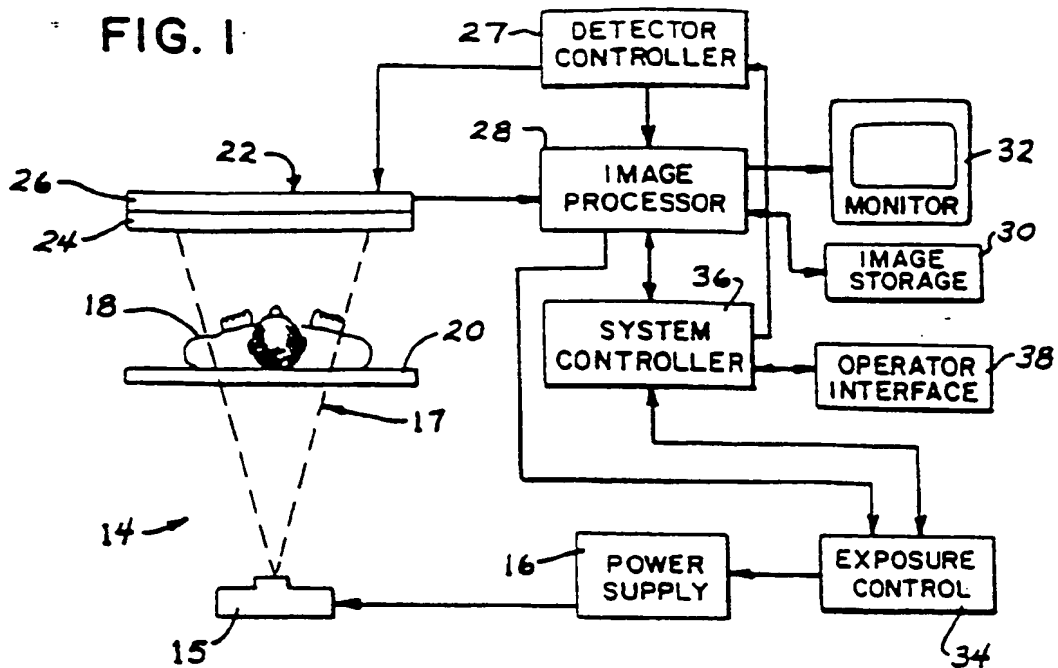 FIG. 1
27
DETECTOR
CONTROLLER
28
IMAGE
PROCESSOR
32
MONITOR
22
26
24
30
IMAGE
STORAGE
36
SYSTEM
CONTROLLER
18
20
OPERATOR
INTERFACE
38
17
14
16
POWER
SUPPLY
EXPOSURE
CONTROL
15
34